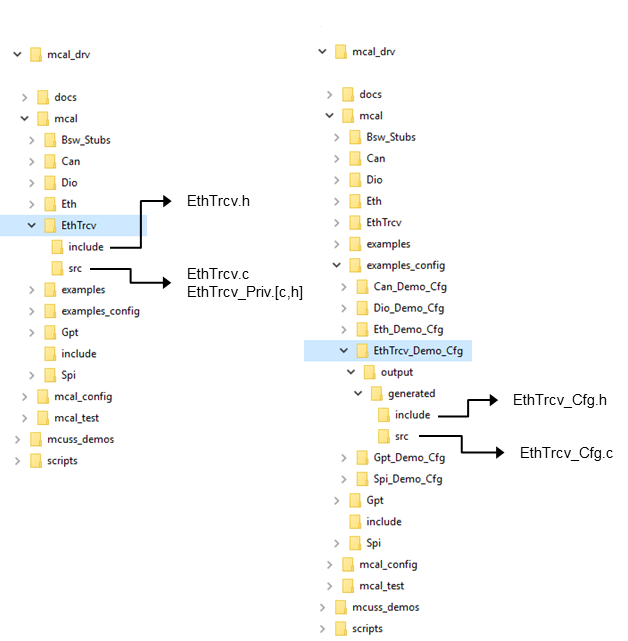 mcal_drv
docs
mcal
Bsw_Stubs
Can
Dio
Eth
EthTrcv
include
src
examples
examples_config
Gpt
include
Spi
mcal_config
mcal_test
mcuss_demos
scripts
EthTrcv.h
EthTrcv.c
EthTrcv_Priv.[c,h]
mcal_drv
docs
mcal
Bsw_Stubs
Can
Dio
Eth
EthTrcv
examples
examples_config
Can_Demo_Cfg
Dio_Demo_Cfg
Eth_Demo_Cfg
EthTrcv_Demo_Cfg
output
generated
include
src
Gpt_Demo_Cfg
Spi_Demo_Cfg
Gpt
include
Spi
mcal_config
mcal_test
mcuss_demos
scripts
EthTrcv_Cfg.h
EthTrcv_Cfg.c